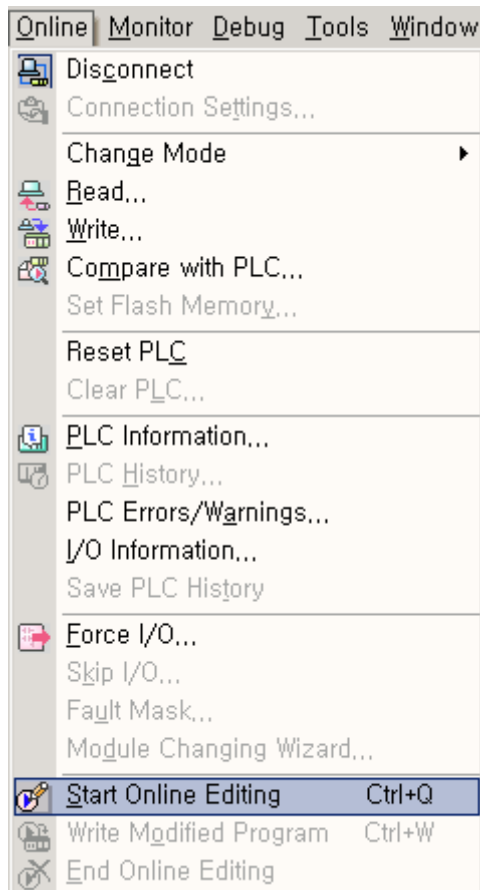 Online Monitor Debug Tools Window
Disconnect
Connection Settings...
Change Mode
Read...
Write...
Compare with PLC...
Set Flash Memory...
Reset PLC
Clear PLC...
PLC Information...
PLC History...
PLC Errors/Warnings...
I/O Information...
Save PLC History
Force I/O...
Skip I/O...
Fault Mask...
Module Changing Wizard...
Start Online Editing Ctrl+Q
Write Modified Program Ctrl+W
End Online Editing